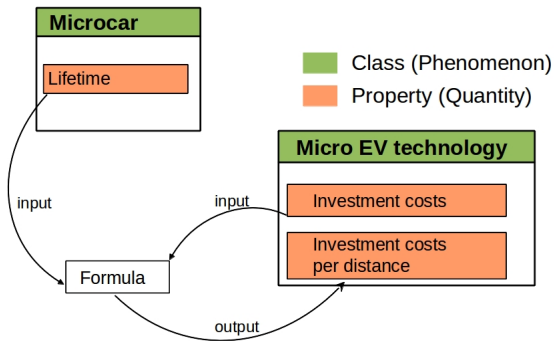 Microcar
Lifetime
Class (Phenomenon)
Property (Quantity)
Micro EV technology
Investment costs
Investment costs
per distance
input
input
Formula
output